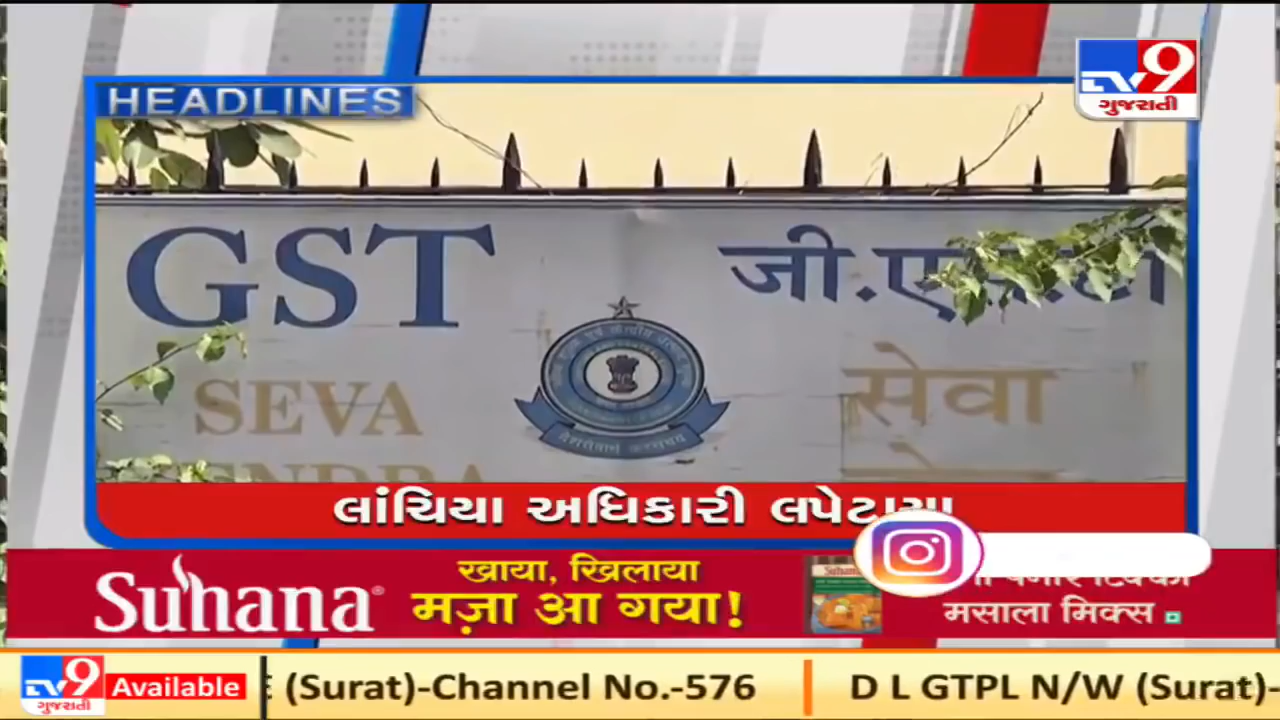 HEADLINES
TV9
ગુજરાતી
GST
जी.एस.टी
SEVA
सेवा
લાંચિયા અધિકારી લપેટાયા
Suhana®
खाया, खिलाया
मज़ा आ गया!
मसाला मिक्स
TV9
ગુજરાતી
Available
(Surat)-Channel No.-576
D L GTPL N/W (Surat)-